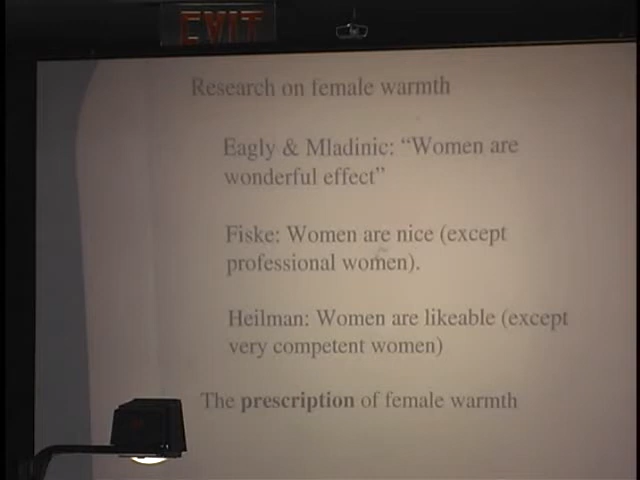 EXIT
Research on female warmth
Eagly & Mladinic: “Women are
wonderful effect”
Fiske: Women are nice (except
professional women).
Heilman: Women are likeable (except
very competent women)
The prescription of female warmth